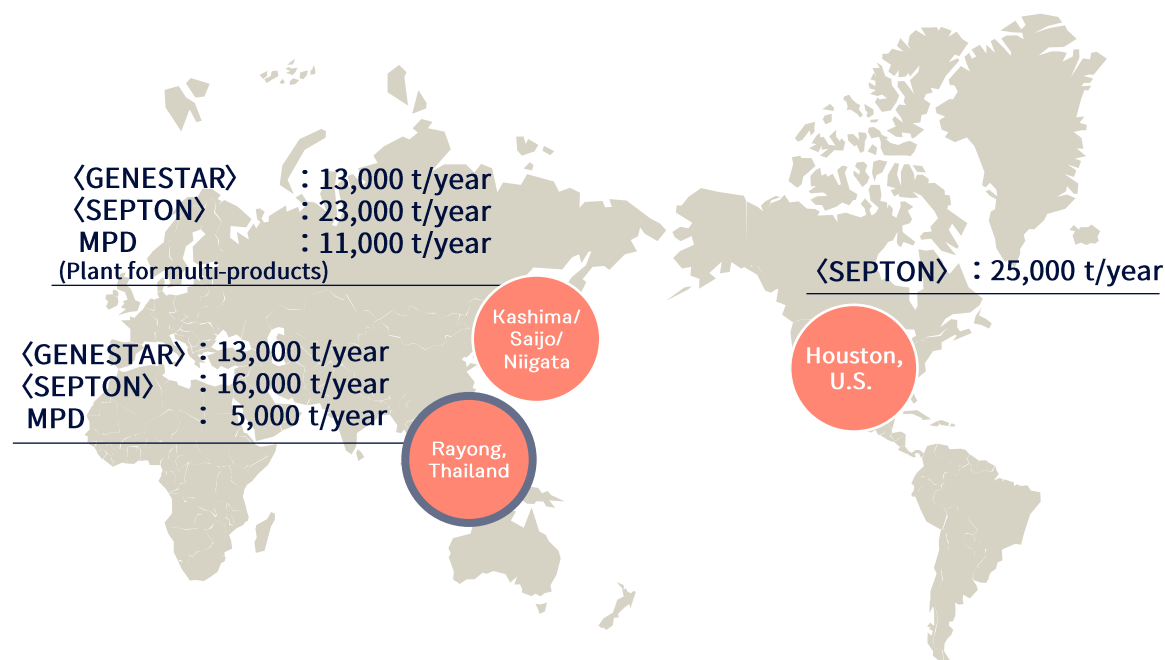 〈GENESTAR〉 : 13,000 t/year
〈SEPTON〉 : 23,000 t/year
MPD : 11,000 t/year
(Plant for multi-products)
Kashima/
Saijo/
Niigata
〈SEPTON〉 : 25,000 t/year
Houston,
U.S.
〈GENESTAR〉 : 13,000 t/year
〈SEPTON〉 : 16,000 t/year
MPD : 5,000 t/year
Rayong,
Thailand